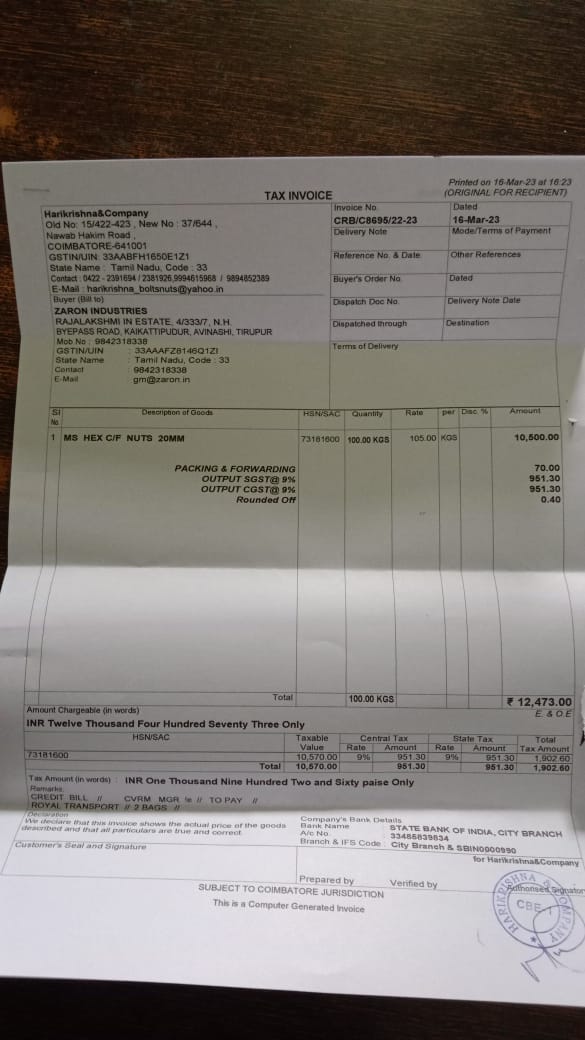 Printed on 16-Mar-23 at 16:23
TAX INVOICE
(ORIGINAL FOR RECIPIENT)
Harikrishna&Company
Old No: 15/422-423 , New No : 37/644 ,
Nawab Hakim Road ,
COIMBATORE-641001
GSTIN/UIN: 33AABFH1650E1Z1
State Name : Tamil Nadu, Code : 33
Contact : 0422 - 2391694 / 2381926,9994615968 / 9894852389
E-Mail : harikrishna_boltsnuts@yahoo.in
Invoice No.
CRB/C8695/22-23
Dated
16-Mar-23
Delivery Note
Mode/Terms of Payment
Reference No. & Date.
Other References
Buyer's Order No.
Dated
Dispatch Doc No.
Delivery Note Date
Dispatched through
Destination
Terms of Delivery
Buyer (Bill to)
ZARON INDUSTRIES
RAJALAKSHMI IN ESTATE, 4/333/7, N.H.
BYEPASS ROAD, KAIKATTIPUDUR, AVINASHI, TIRUPUR
Mob No : 9842318338
GSTIN/UIN : 33AAAFZ8146Q1ZI
State Name : Tamil Nadu, Code : 33
Contact : 9842318338
E-Mail : gm@zaron.in
Sl No. Description of Goods HSN/SAC Quantity Rate per Disc. % Amount
1 MS HEX C/F NUTS 20MM 73181600 100.00 KGS 105.00 KGS 10,500.00
PACKING & FORWARDING 70.00
OUTPUT SGST@ 9% 951.30
OUTPUT CGST@ 9% 951.30
Rounded Off 0.40
Total 100.00 KGS ₹ 12,473.00
Amount Chargeable (in words) E. & O.E
INR Twelve Thousand Four Hundred Seventy Three Only
HSN/SAC Taxable Value Central Tax State Tax Total Tax Amount
Rate Amount Rate Amount
73181600 10,570.00 9% 951.30 9% 951.30 1,902.60
Total 10,570.00 951.30 951.30 1,902.60
Tax Amount (in words) : INR One Thousand Nine Hundred Two and Sixty paise Only
Remarks:
CREDIT BILL // CVRM MGR // TO PAY //
ROYAL TRANSPORT // 2 BAGS //
Declaration
We declare that this invoice shows the actual price of the goods
described and that all particulars are true and correct.
Company's Bank Details
Bank Name : STATE BANK OF INDIA, CITY BRANCH
A/c No. : 33485839834
Branch & IFS Code : City Branch & SBIN0000990
Customer's Seal and Signature
for Harikrishna&Company
Prepared by Verified by Authorised Signatory
SUBJECT TO COIMBATORE JURISDICTION
This is a Computer Generated Invoice
HARIKRISHNA & COMPANY
CBE-1